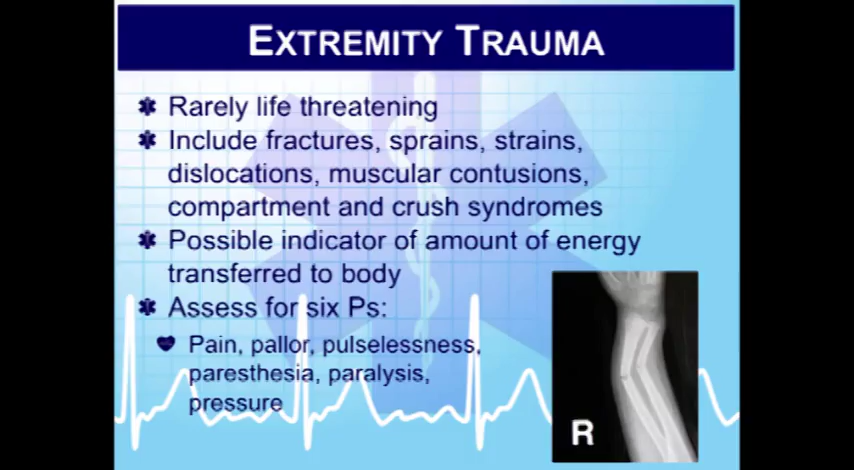 EXTREMITY TRAUMA
Rarely life threatening
Include fractures, sprains, strains,
dislocations, muscular contusions,
compartment and crush syndromes
Possible indicator of amount of energy
transferred to body
Assess for six Ps:
Pain, pallor, pulselessness,
paresthesia, paralysis,
pressure
R